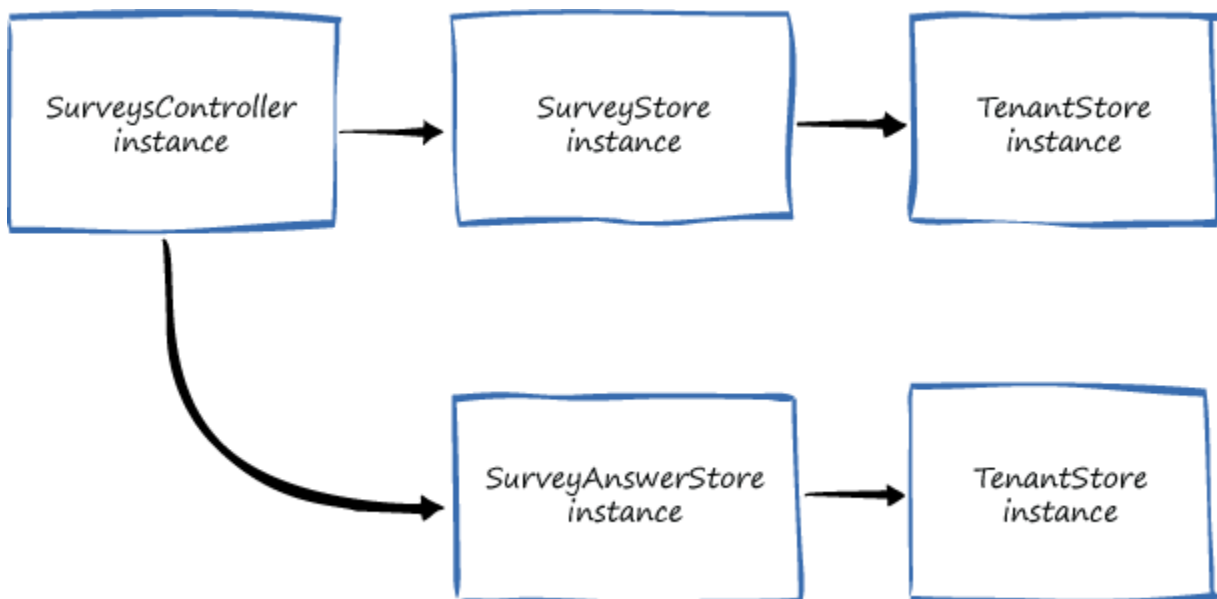 SurveysController
instance
SurveyStore
instance
TenantStore
instance
SurveyAnswerStore
instance
TenantStore
instance